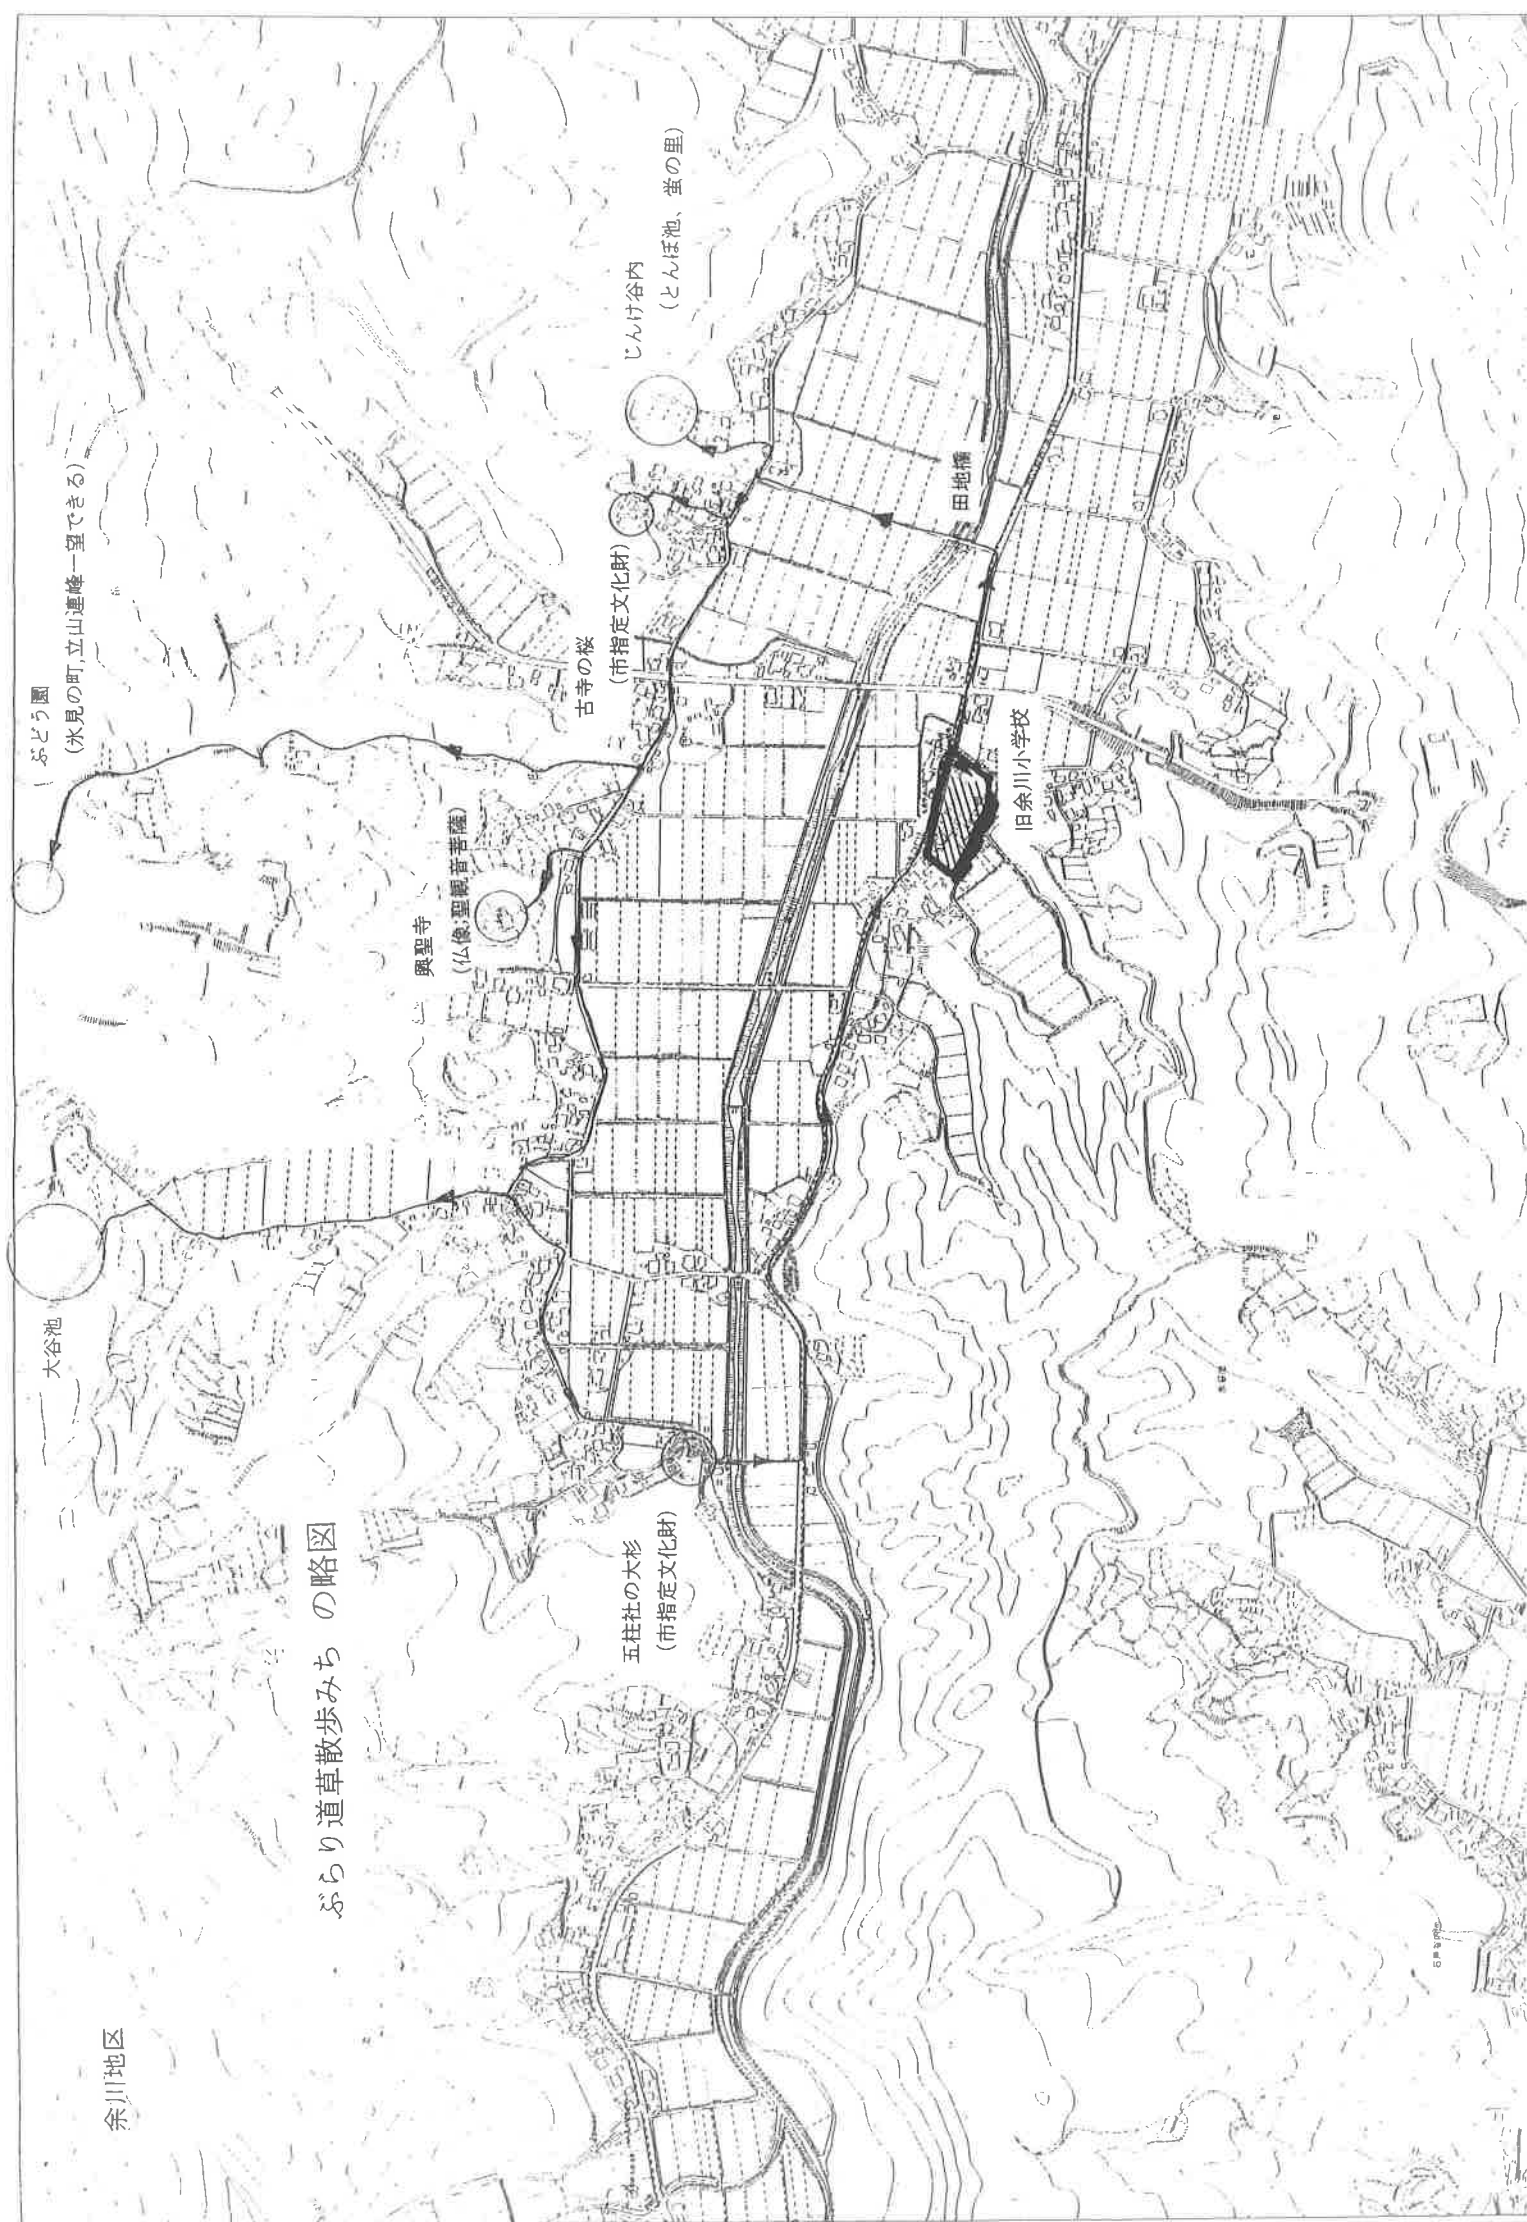 余川地区
ぶらり道草散歩みち の略図
大谷池
ぶどう園
(氷見の町,立山連峰一望できる)
興聖寺
(仏像;聖観音菩薩)
五柱社の大杉
(市指定文化財)
古寺の桜
(市指定文化財)
じんけ谷内
(とんぼ池、蛍の里)
田地橋
旧余川小学校